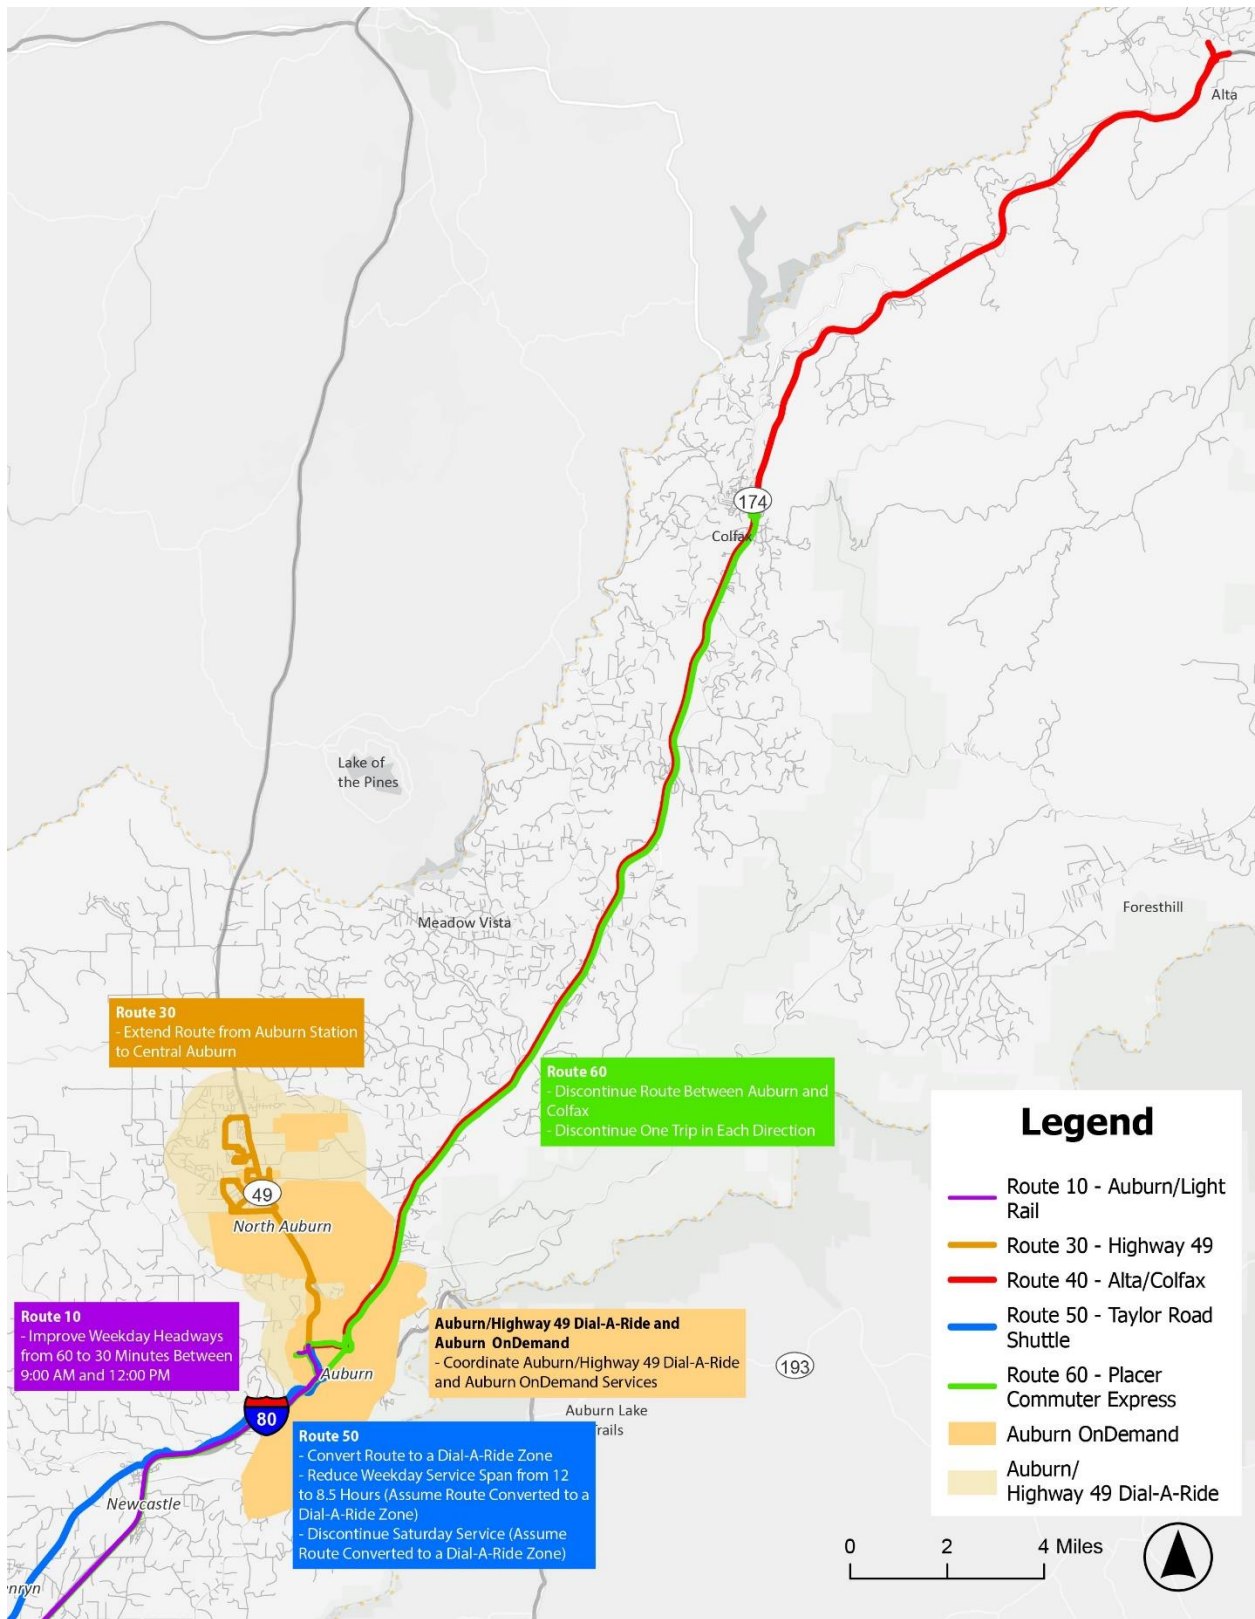 Alta
174
Colfax
Lake of
the Pines
Meadow Vista
Foresthill
Route 30
- Extend Route from Auburn Station
to Central Auburn
Route 60
- Discontinue Route Between Auburn and
Colfax
- Discontinue One Trip in Each Direction
49
North Auburn
Route 10
- Improve Weekday Headways
from 60 to 30 Minutes Between
9:00 AM and 12:00 PM
Auburn/Highway 49 Dial-A-Ride and
Auburn OnDemand
- Coordinate Auburn/Highway 49 Dial-A-Ride
and Auburn OnDemand Services
Auburn
193
80
Auburn Lake
Trails
Route 50
- Convert Route to a Dial-A-Ride Zone
- Reduce Weekday Service Span from 12
to 8.5 Hours (Assume Route Converted to a
Dial-A-Ride Zone)
- Discontinue Saturday Service (Assume
Route Converted to a Dial-A-Ride Zone)
Newcastle
enryn
Legend
Route 10 - Auburn/Light
Rail
Route 30 - Highway 49
Route 40 - Alta/Colfax
Route 50 - Taylor Road
Shuttle
Route 60 - Placer
Commuter Express
Auburn OnDemand
Auburn/
Highway 49 Dial-A-Ride
0 2 4 Miles